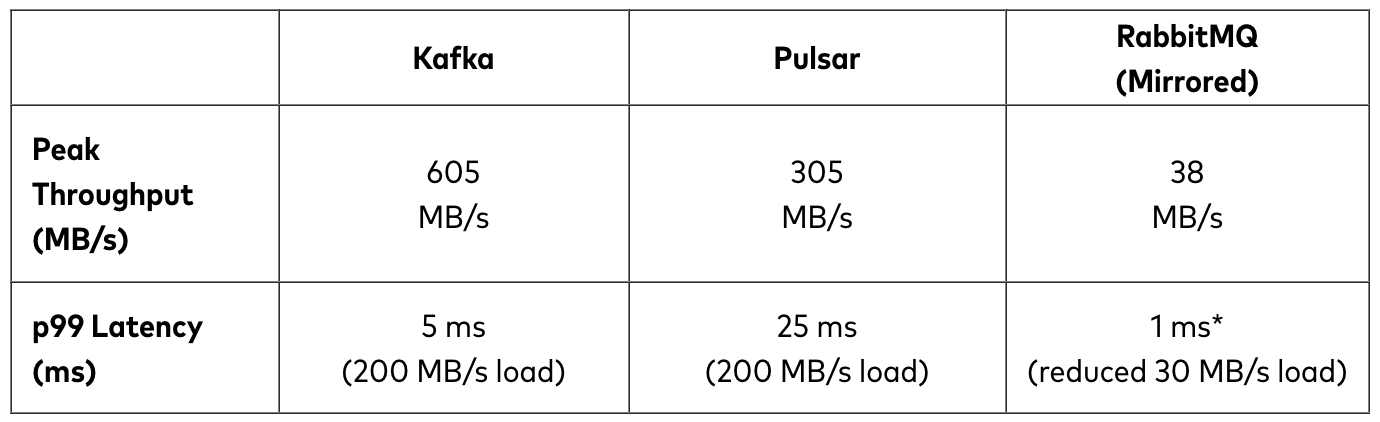 Kafka
Pulsar
RabbitMQ
(Mirrored)
Peak
Throughput
(MB/s)
605
MB/s
305
MB/s
38
MB/s
p99 Latency
(ms)
5 ms
(200 MB/s load)
25 ms
(200 MB/s load)
1 ms*
(reduced 30 MB/s load)